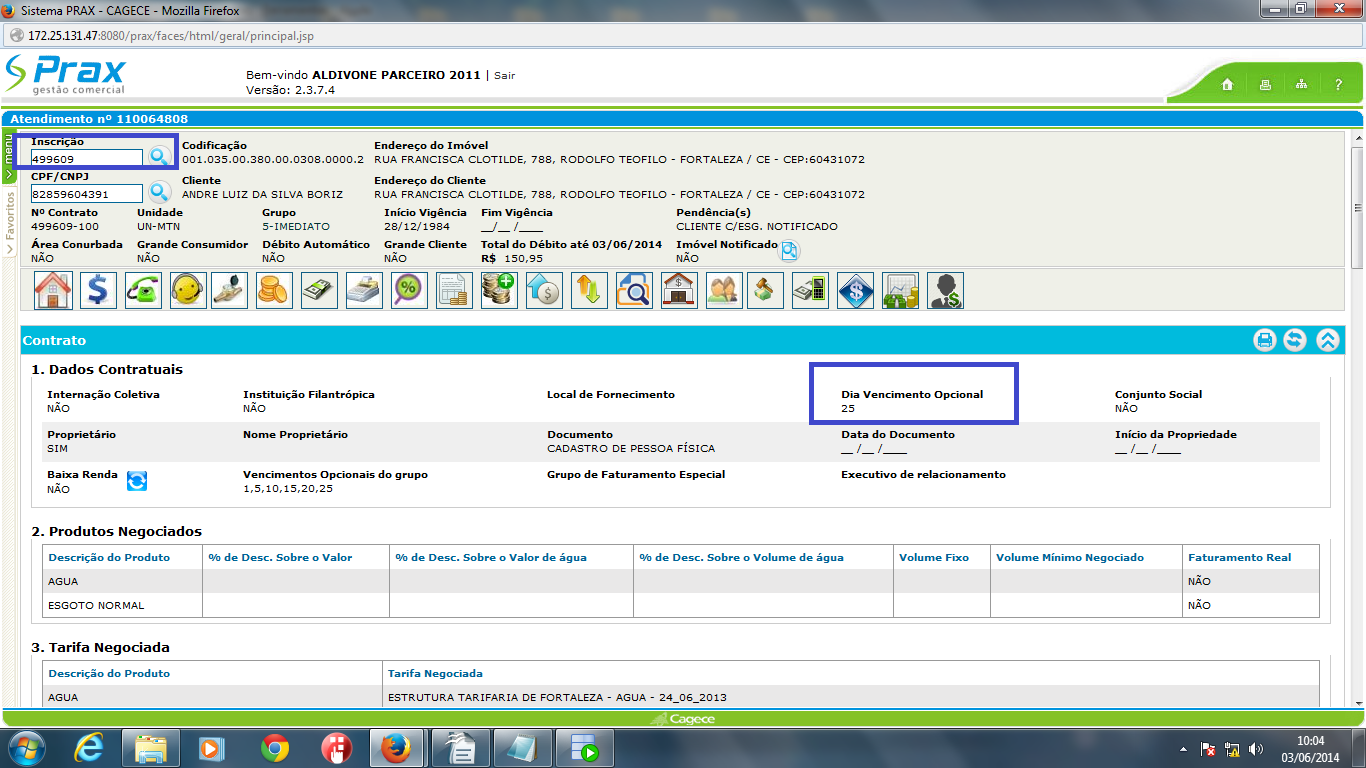 Sistema PRAX - CAGECE - Mozilla Firefox
172.25.131.47:8080/prax/faces/html/geral/principal.jsp
Prax
gestão comercial
Bem-vindo ALDIVONE PARCEIRO 2011 | Sair
Versão: 2.3.7.4
Atendimento nº 110064808
menu
Favoritos
Inscrição Codificação Endereço do Imóvel
499609 001.035.00.380.00.0308.0000.2 RUA FRANCISCA CLOTILDE, 788, RODOLFO TEOFILO - FORTALEZA / CE - CEP:60431072
CPF/CNPJ Cliente Endereço do Cliente
82859604391 ANDRE LUIZ DA SILVA BORIZ RUA FRANCISCA CLOTILDE, 788, RODOLFO TEOFILO - FORTALEZA / CE - CEP:60431072
Nº Contrato Unidade Grupo Início Vigência Fim Vigência Pendência(s)
499609-100 UN-MTN 5-IMEDIATO 28/12/1984 __/__ /____ CLIENTE C/ESG. NOTIFICADO
Área Conurbada Grande Consumidor Débito Automático Grande Cliente Total do Débito até 03/06/2014 Imóvel Notificado
NÃO NÃO NÃO NÃO R$ 150,95 NÃO
Contrato
1. Dados Contratuais
Internação Coletiva Instituição Filantrópica Local de Fornecimento Dia Vencimento Opcional Conjunto Social
NÃO NÃO 25 NÃO
Proprietário Nome Proprietário Documento Data do Documento Início da Propriedade
SIM CADASTRO DE PESSOA FÍSICA __ /__ /____ __ /__ /____
Baixa Renda Vencimentos Opcionais do grupo Grupo de Faturamento Especial Executivo de relacionamento
NÃO 1,5,10,15,20,25
2. Produtos Negociados
Descrição do Produto % de Desc. Sobre o Valor % de Desc. Sobre o Valor de água % de Desc. Sobre o Volume de água Volume Fixo Volume Mínimo Negociado Faturamento Real
AGUA NÃO
ESGOTO NORMAL NÃO
3. Tarifa Negociada
Descrição do Produto Tarifa Negociada
AGUA ESTRUTURA TARIFARIA DE FORTALEZA - AGUA - 24_06_2013
Cagece
10:04
03/06/2014